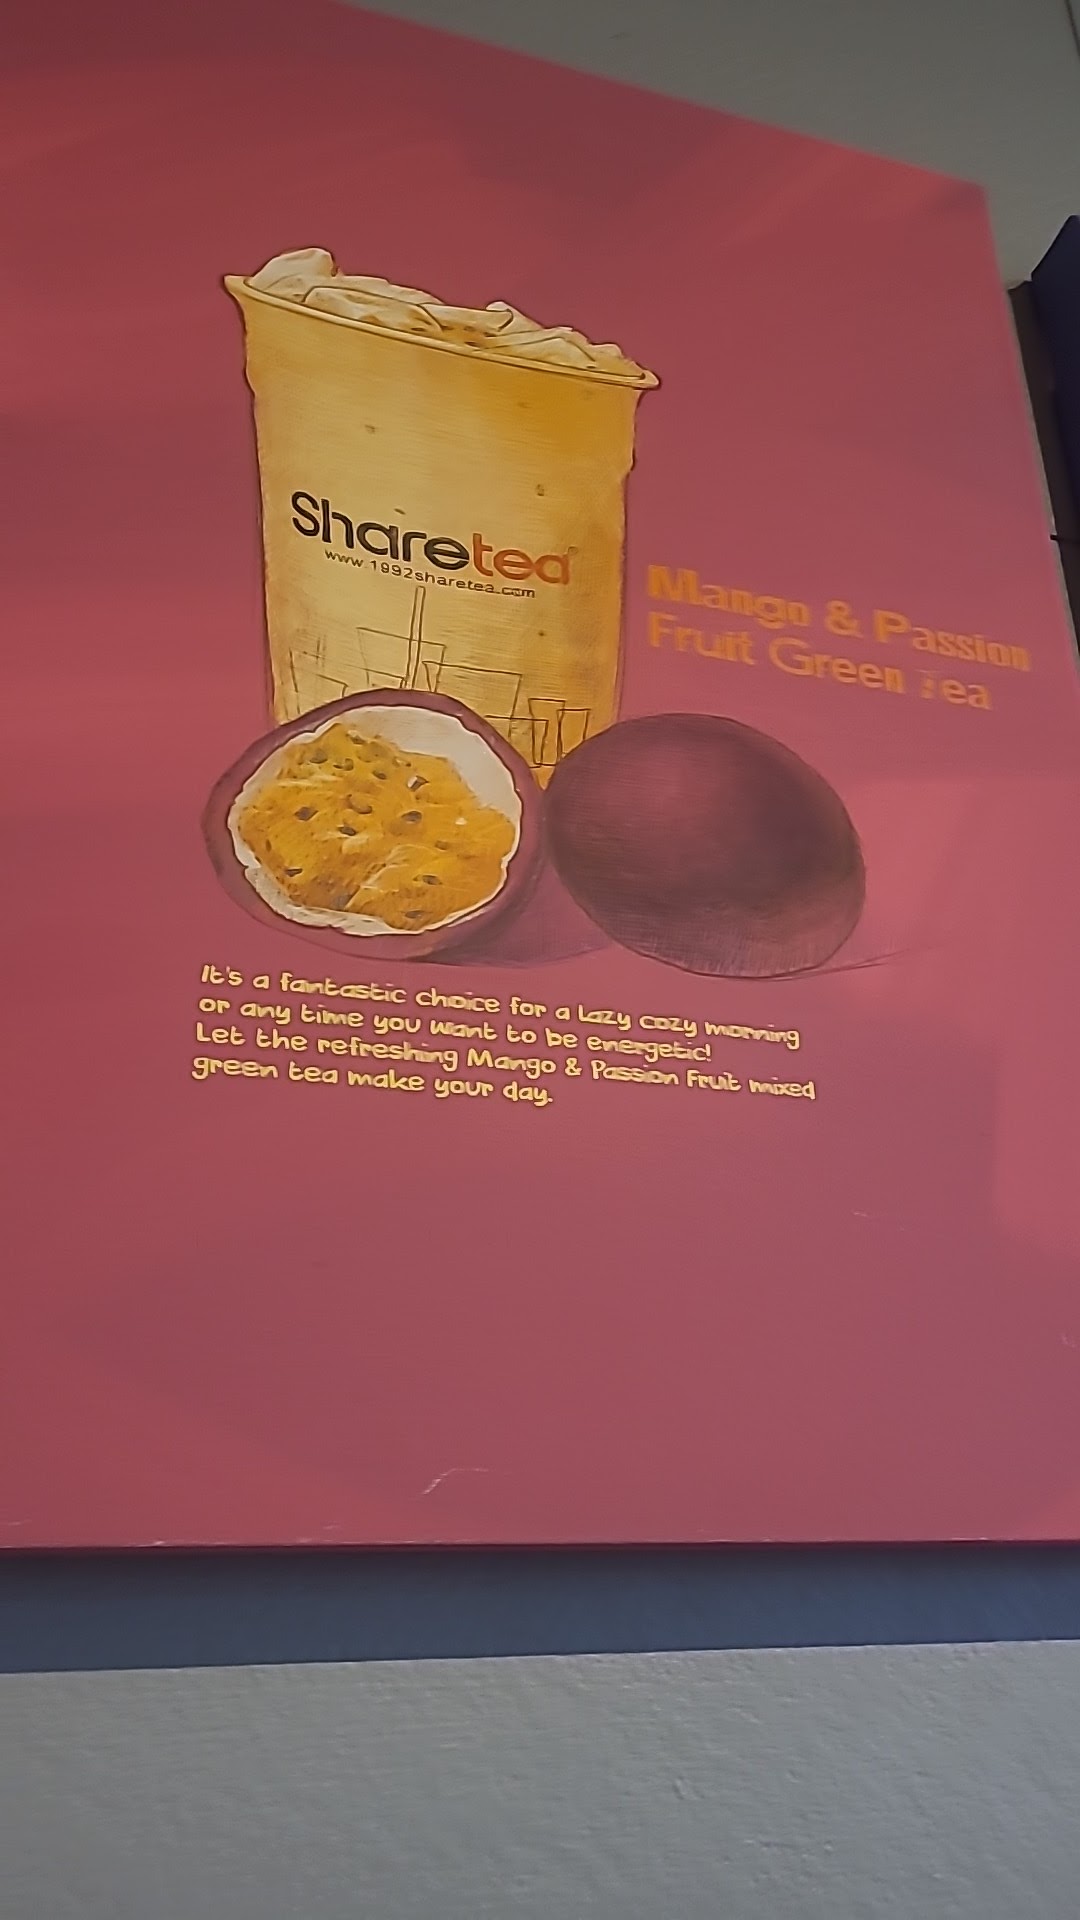 Sharetea
www.1992sharetea.com
Mango & Passion
Fruit Green Tea
It's a fantastic choice for a lazy cozy morning
or any time you want to be energetic!
Let the refreshing Mango & Passion Fruit mixed
green tea make your day.